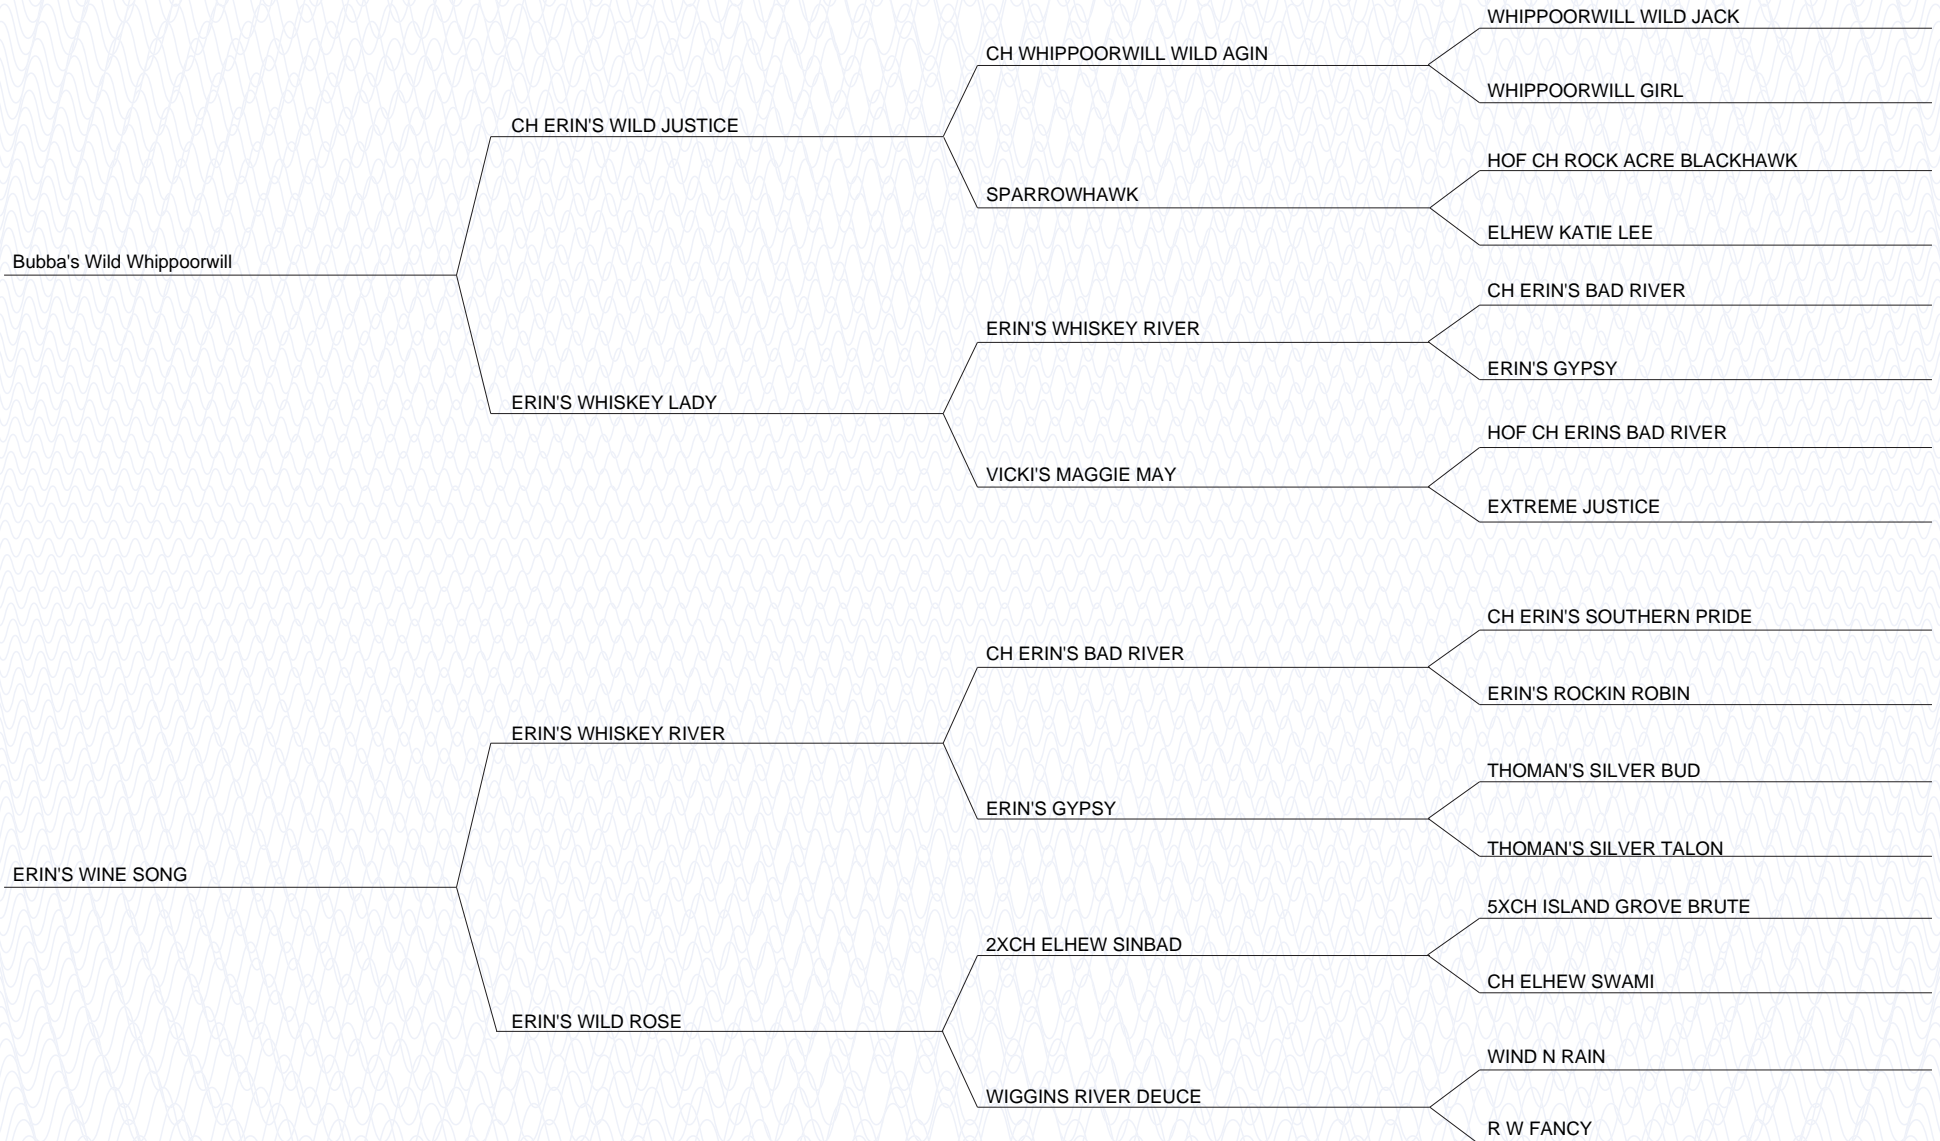 WHIPPOORWILL WILD JACK
CH WHIPPOORWILL WILD AGIN
WHIPPOORWILL GIRL
CH ERIN'S WILD JUSTICE
HOF CH ROCK ACRE BLACKHAWK
SPARROWHAWK
ELHEW KATIE LEE
Bubba's Wild Whippoorwill
CH ERIN'S BAD RIVER
ERIN'S WHISKEY RIVER
ERIN'S GYPSY
ERIN'S WHISKEY LADY
HOF CH ERINS BAD RIVER
VICKI'S MAGGIE MAY
EXTREME JUSTICE
CH ERIN'S SOUTHERN PRIDE
CH ERIN'S BAD RIVER
ERIN'S ROCKIN ROBIN
ERIN'S WHISKEY RIVER
THOMAN'S SILVER BUD
ERIN'S GYPSY
THOMAN'S SILVER TALON
ERIN'S WINE SONG
5XCH ISLAND GROVE BRUTE
2XCH ELHEW SINBAD
CH ELHEW SWAMI
ERIN'S WILD ROSE
WIND N RAIN
WIGGINS RIVER DEUCE
R W FANCY